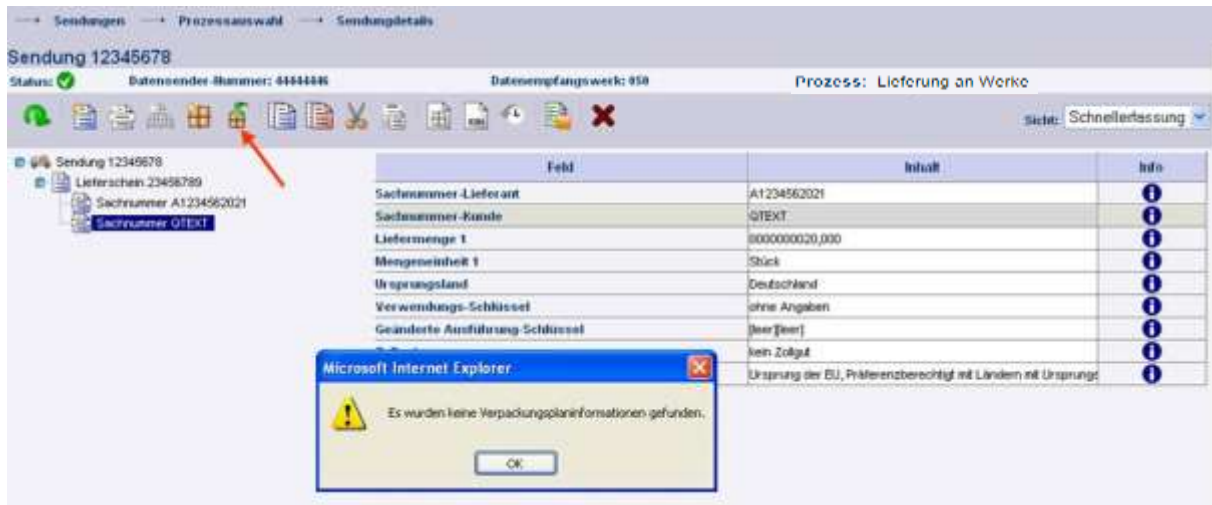 Sendungen Prozessauswahl Sendungdetails
Sendung 12345678
Status: Datensender-Nummer: 44444446 Datenempfangswerk: 050 Prozess: Lieferung an Werke
Sicht: Schnellerfassung
Sendung 12345678
Lieferschein 23456789
Sachnummer A1234562021
Sachnummer QTEXT
Feld Inhalt Info
Sachnummer-Lieferant A1234562021
Sachnummer-Kunde QTEXT
Liefermenge 1 0000000020,000
Mengeneinheit 1 Stück
Ursprungsland Deutschland
Verwendungs-Schlüssel ohne Angaben
Geänderte Ausführung-Schlüssel [leer][leer]
kein Zollgut
Ursprung der EU, Präferenzberechtigt mit Ländern mit Ursprungs
Microsoft Internet Explorer
Es wurden keine Verpackungsplaninformationen gefunden.
OK